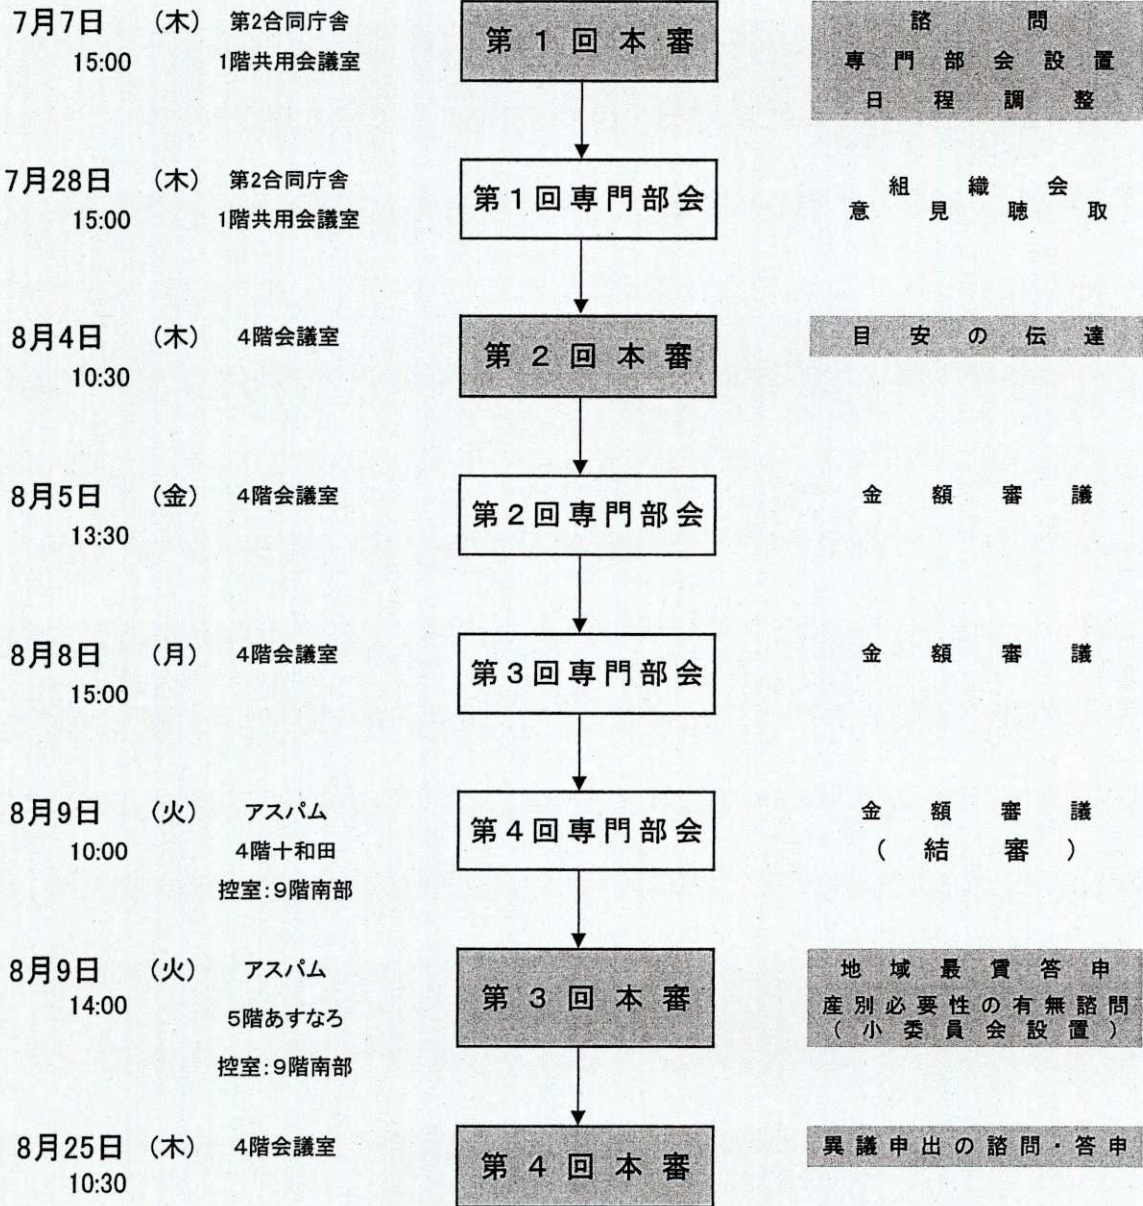 7月7日 (木) 第2合同庁舎 第1回本審 諮問
15:00 1階共用会議室 専門部会設置
日程調整
7月28日 (木) 第2合同庁舎 第1回専門部会 組織会
15:00 1階共用会議室 意見聴取
8月4日 (木) 4階会議室 第2回本審 目安の伝達
10:30
8月5日 (金) 4階会議室 第2回専門部会 金額審議
13:30
8月8日 (月) 4階会議室 第3回専門部会 金額審議
15:00
8月9日 (火) アスパム 第4回専門部会 金額審議
10:00 4階十和田 (結審)
控室:9階南部
8月9日 (火) アスパム 第3回本審 地域最賃答申
14:00 5階あすなろ 産別必要性の有無諮問
(小委員会設置)
控室:9階南部
8月25日 (木) 4階会議室 第4回本審 異議申出の諮問・答申
10:30